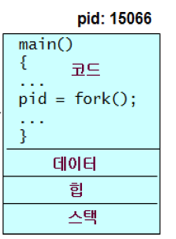 pid: 15066
main()
{
코드
...
pid = fork();
...
}
데이터
힙
스택